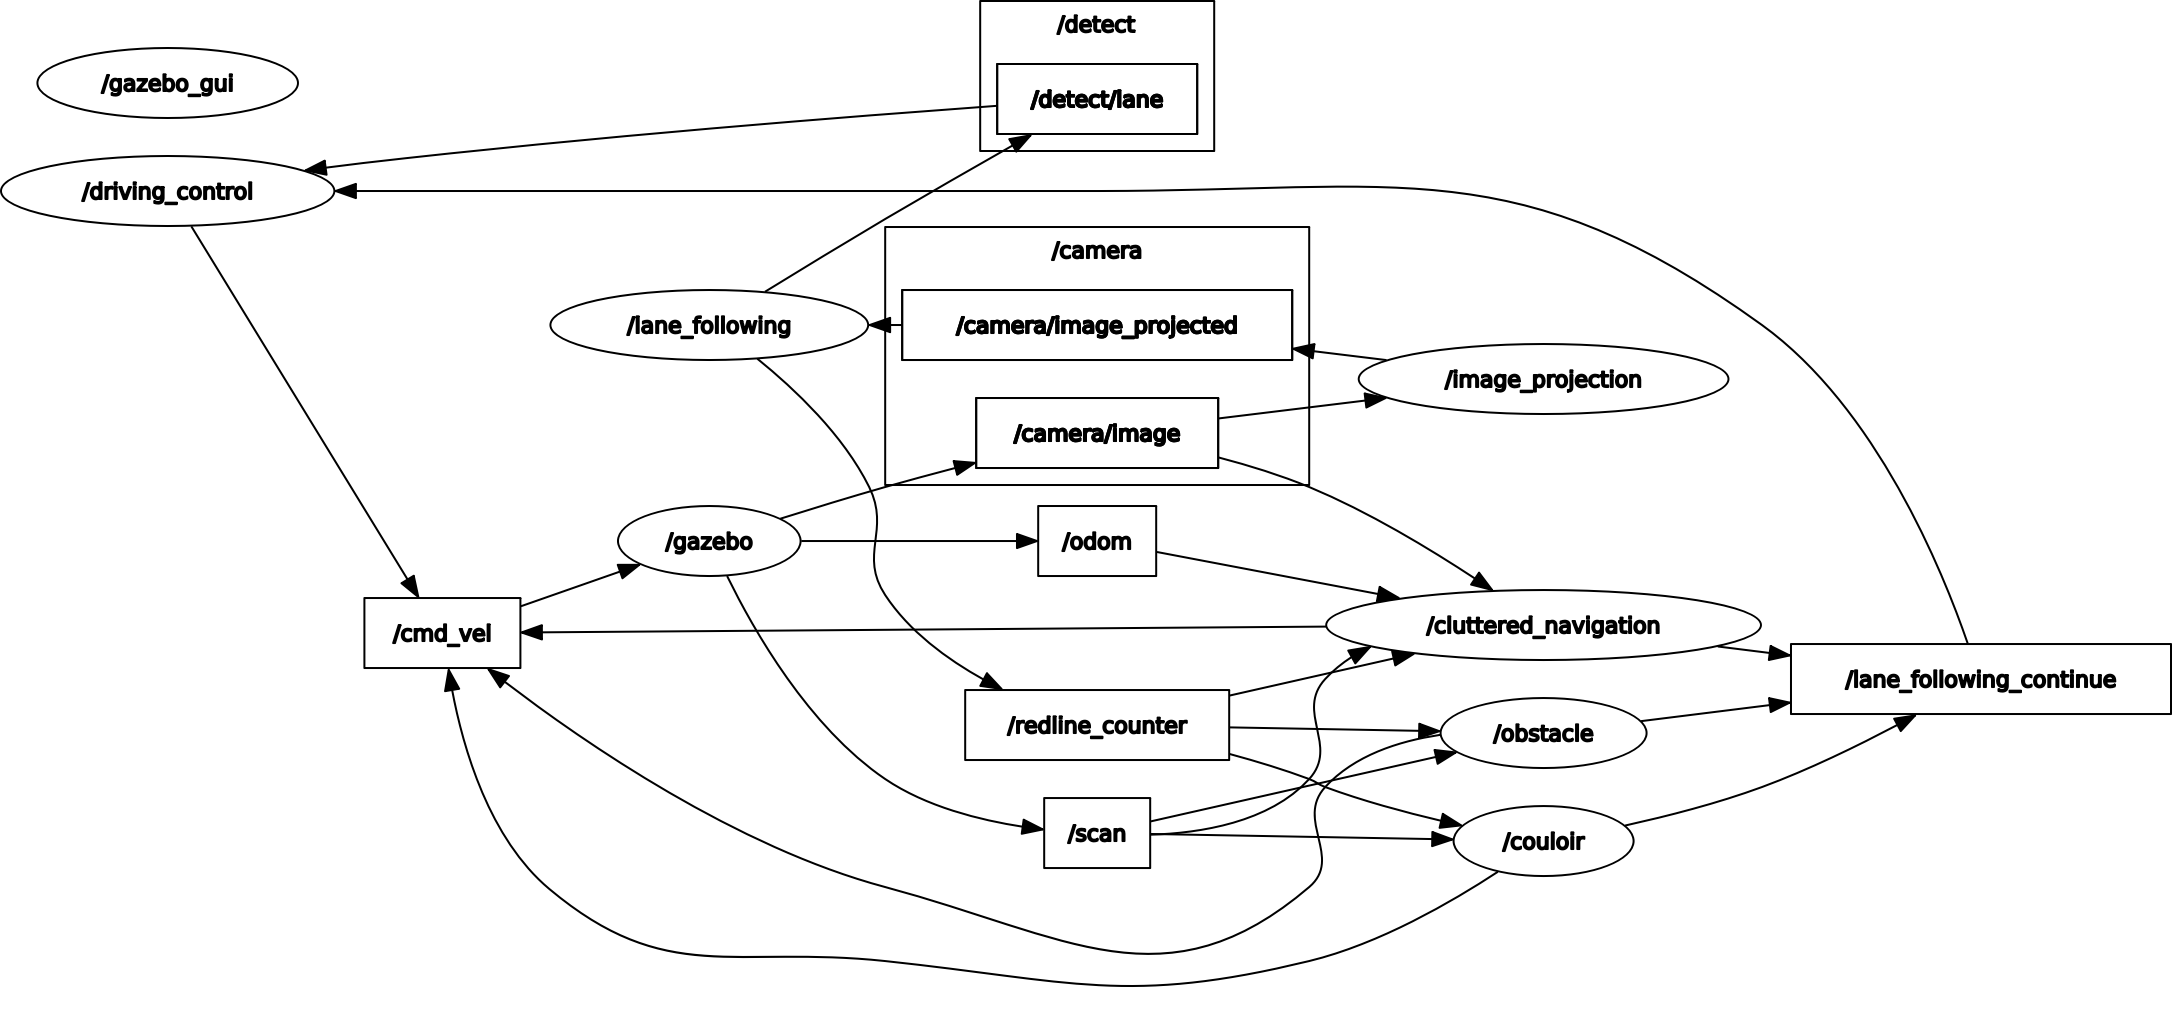 /detect
/gazebo_gui
/detect/lane
/driving_control
/camera
/lane_following
/camera/image_projected
/image_projection
/camera/image
/gazebo
/odom
/cmd_vel
/cluttered_navigation
/lane_following_continue
/redline_counter
/obstacle
/scan
/couloir